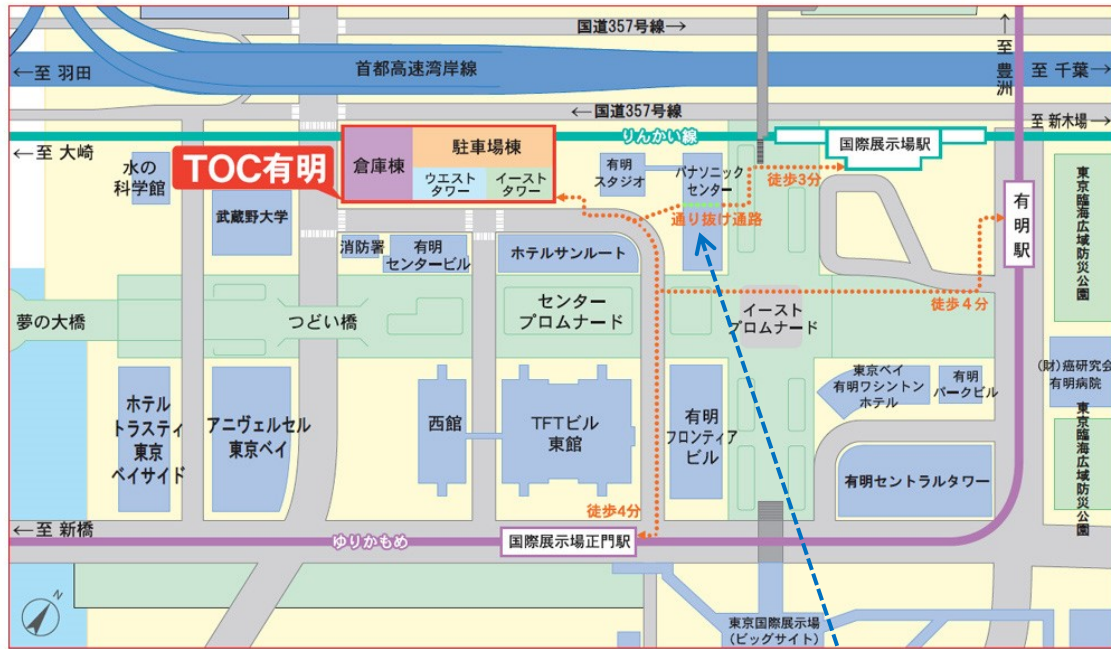 国道357号線→
←至 羽田
首都高速湾岸線
↑至 豊洲
至 千葉→
←国道357号線
至 新木場→
りんかい線
国際展示場駅
←至 大崎
水の
科学館
TOC有明
倉庫棟
駐車場棟
ウエスト
タワー
イースト
タワー
有明
スタジオ
パナソニック
センター
徒歩3分
通り抜け通路
武蔵野大学
消防署
有明
センタービル
ホテルサンルート
有明駅
東京臨海広域防災公園
夢の大橋
つどい橋
センター
プロムナード
イースト
プロムナード
徒歩4分
ホテル
トラスティ
東京
ベイサイド
アニヴェルセル
東京ベイ
西館
TFTビル
東館
有明
フロンティア
ビル
東京ベイ
有明ワシントン
ホテル
有明
パークビル
(財)癌研究会
有明病院
東京臨海広域防災公園
有明セントラルタワー
徒歩4分
←至 新橋
ゆりかもめ
国際展示場正門駅
N
東京国際展示場
(ビッグサイト)